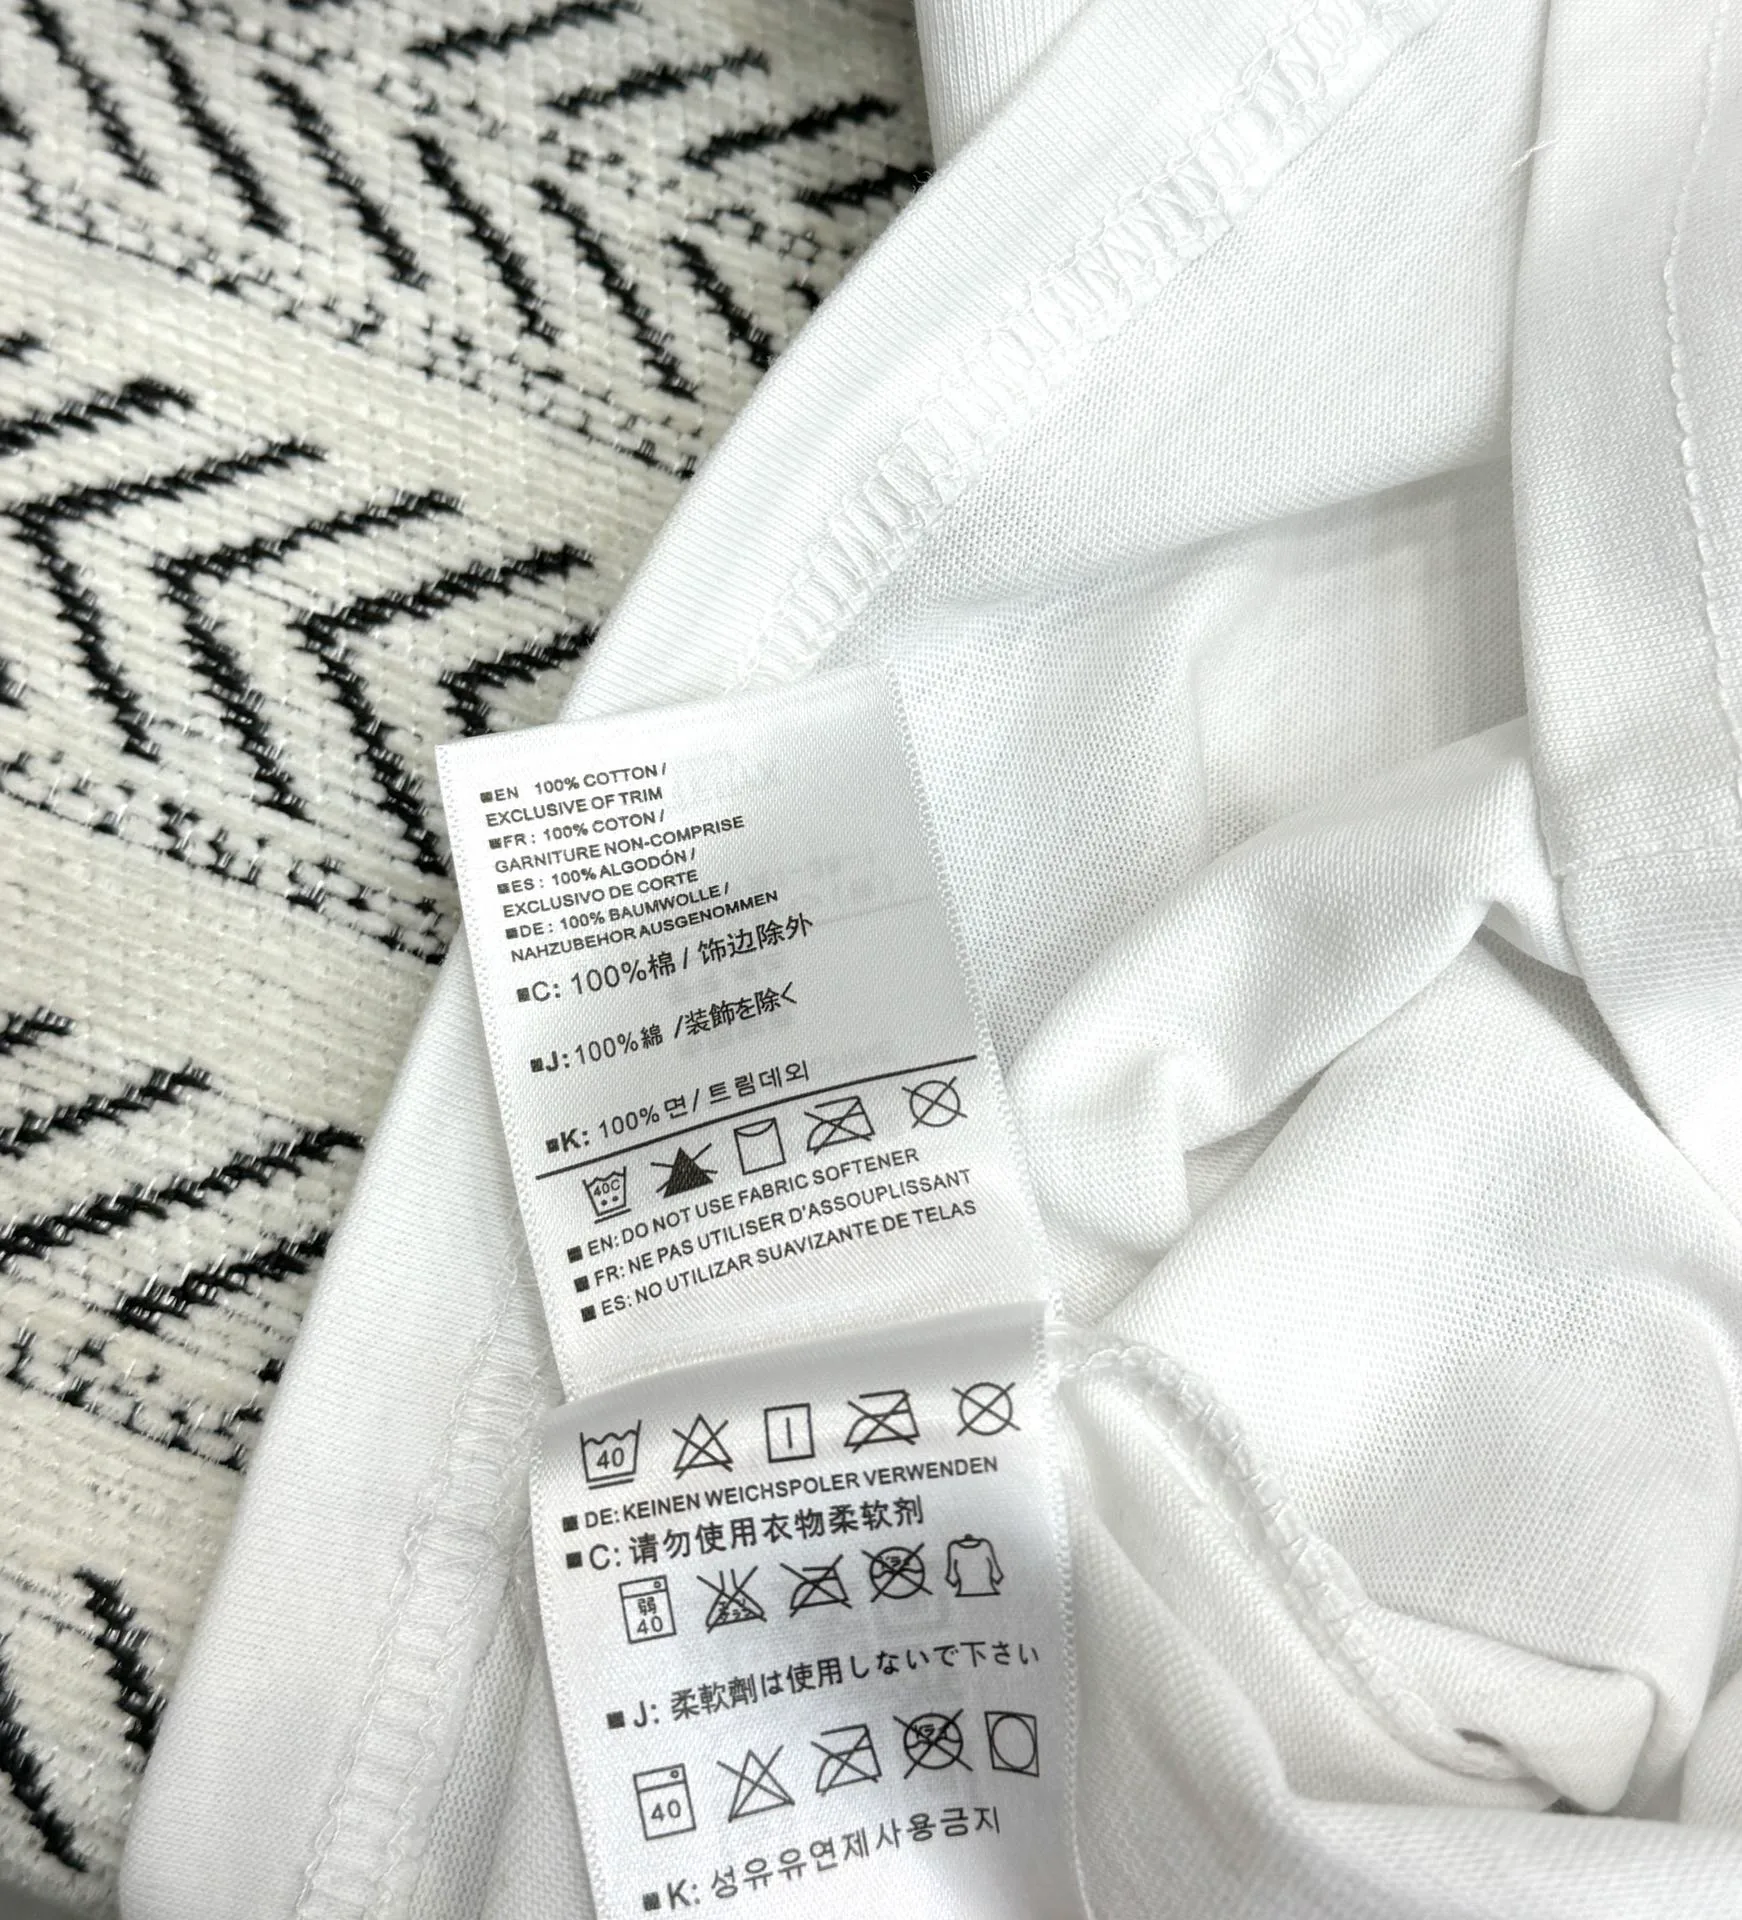 ■EN 100% COTTON /
EXCLUSIVE OF TRIM
■FR : 100% COTON /
GARNITURE NON-COMPRISE
■ES : 100% ALGODÓN /
EXCLUSIVO DE CORTE
■DE : 100% BAUMWOLLE /
NAHZUBEHOR AUSGENOMMEN
■C: 100%棉 / 饰边除外
■J: 100%綿 /装飾を除く
■K: 100% 면 / 트림데외
40C
■ EN: DO NOT USE FABRIC SOFTENER
■ FR: NE PAS UTILISER D'ASSOUPLISSANT
■ ES: NO UTILIZAR SUAVIZANTE DE TELAS
40
■ DE: KEINEN WEICHSPOLER VERWENDEN
■ C: 请勿使用衣物柔软剂
弱
40
■ J: 柔軟劑は使用しないで下さい
40
■ K: 성유유연제사용금지